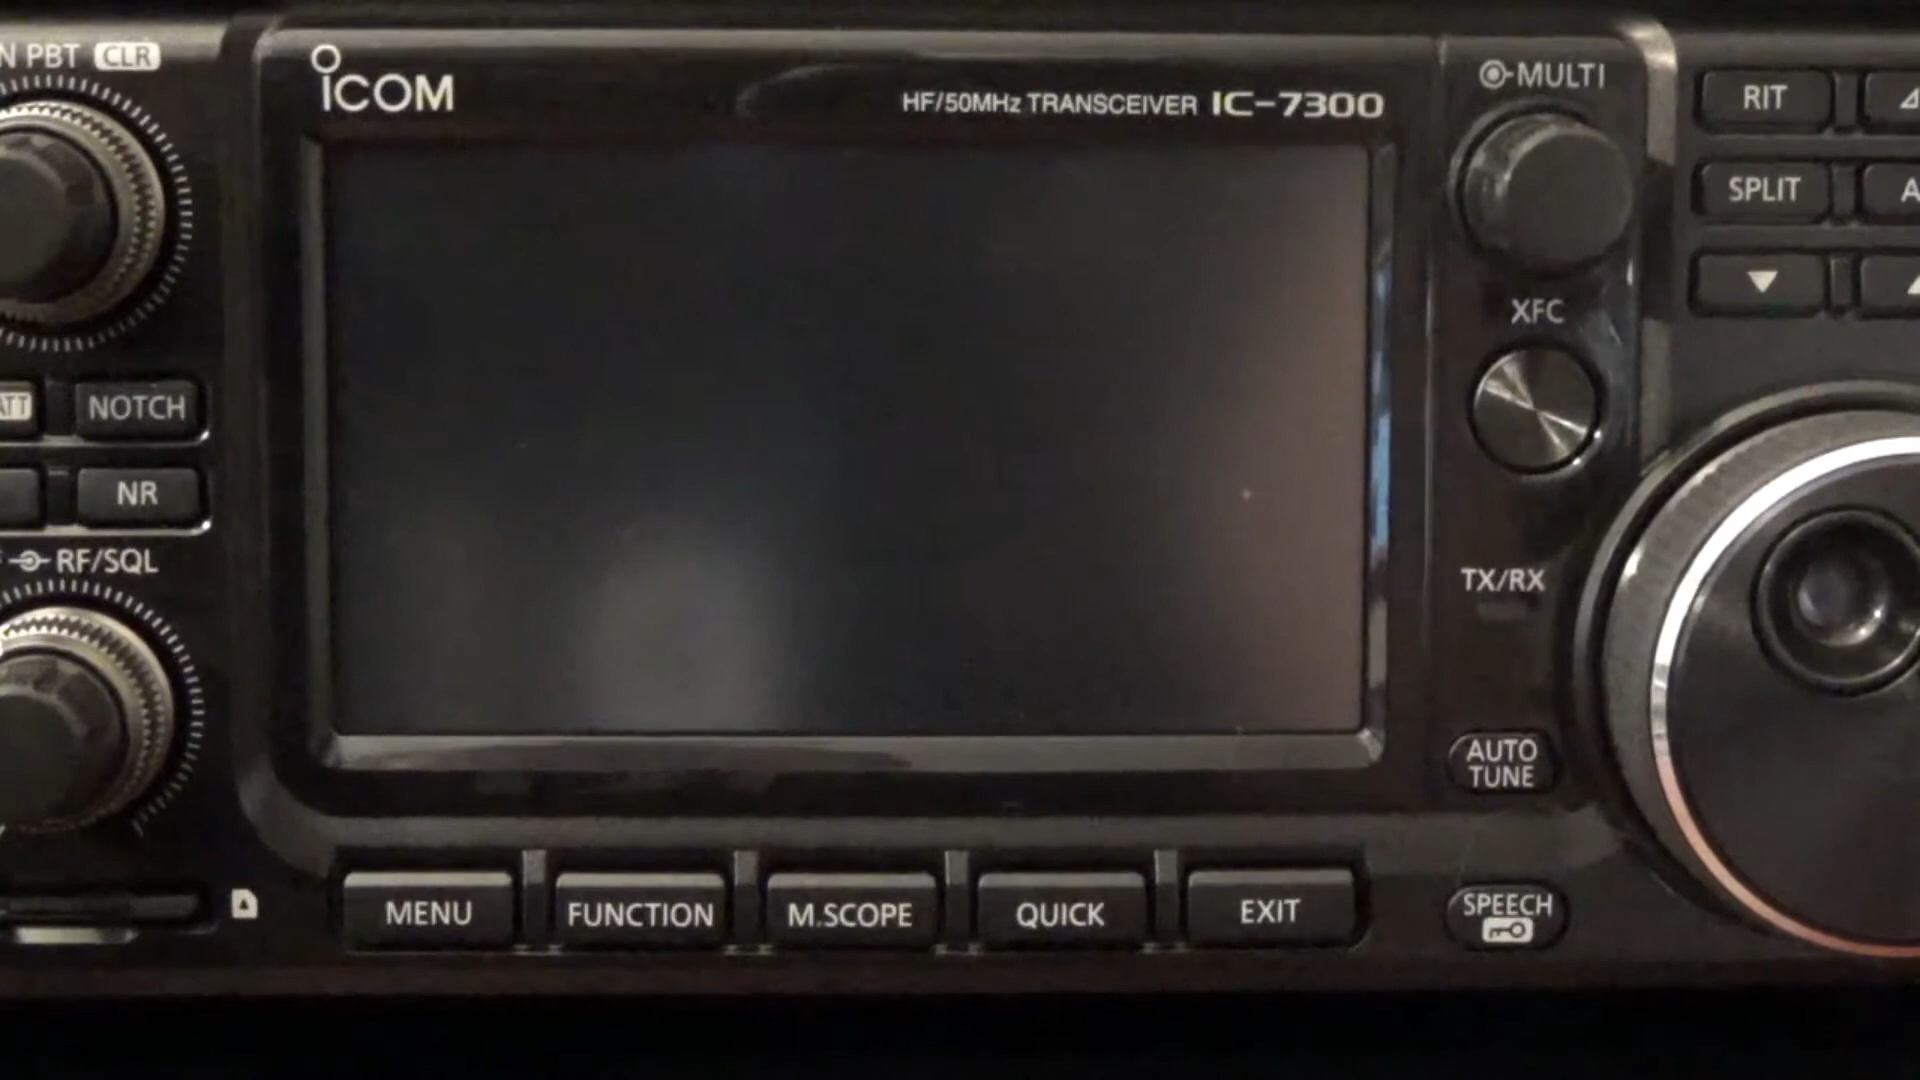 PBT CLR
ICOM
HF/50MHz TRANSCEIVER IC-7300
MULTI
RIT
SPLIT
XFC
NOTCH
NR
RF/SQL
TX/RX
AUTO
TUNE
MENU
FUNCTION
M.SCOPE
QUICK
EXIT
SPEECH